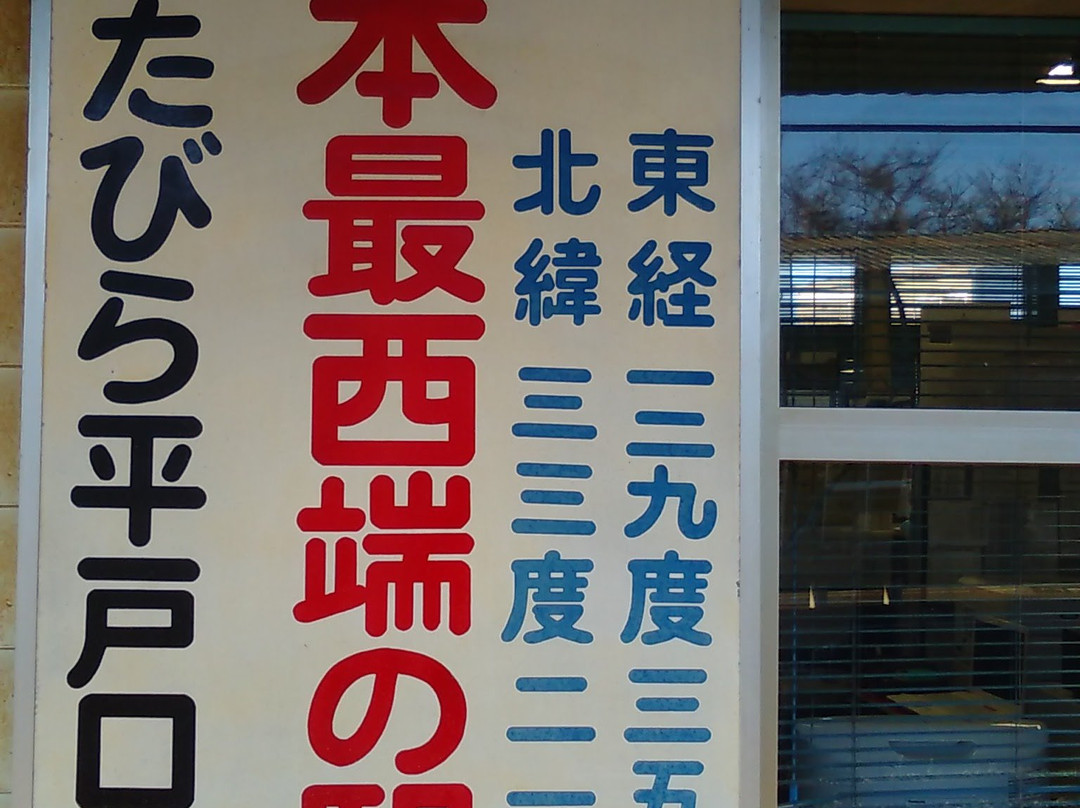 東経一二九度三五
北緯三三度二一
本最西端の
たびら平戸口